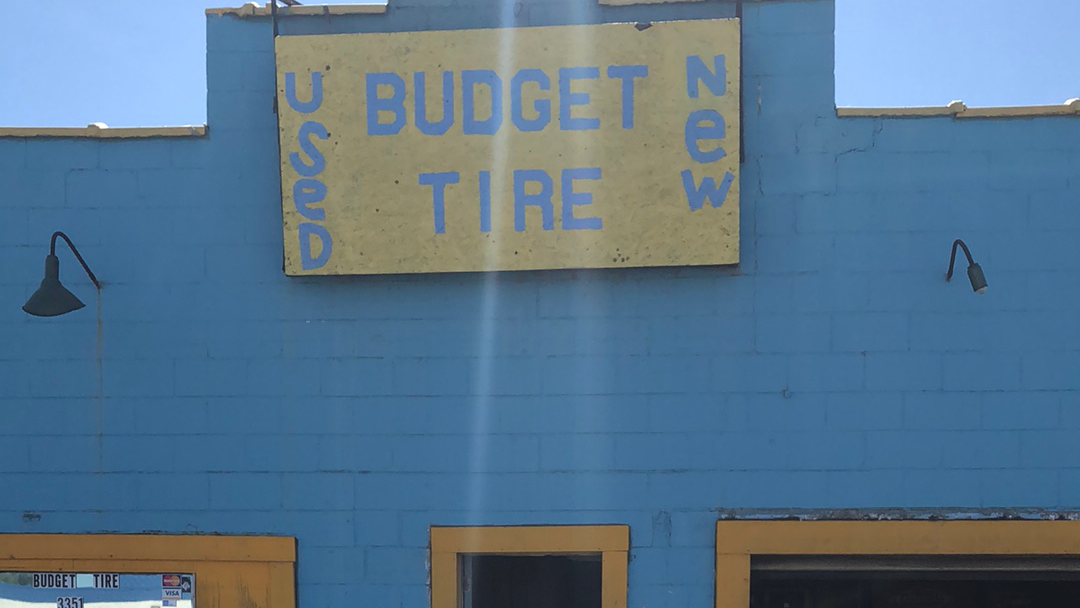 USeD
BUDGET
TIRE
New
BUDGET TIRE
3351
VISA